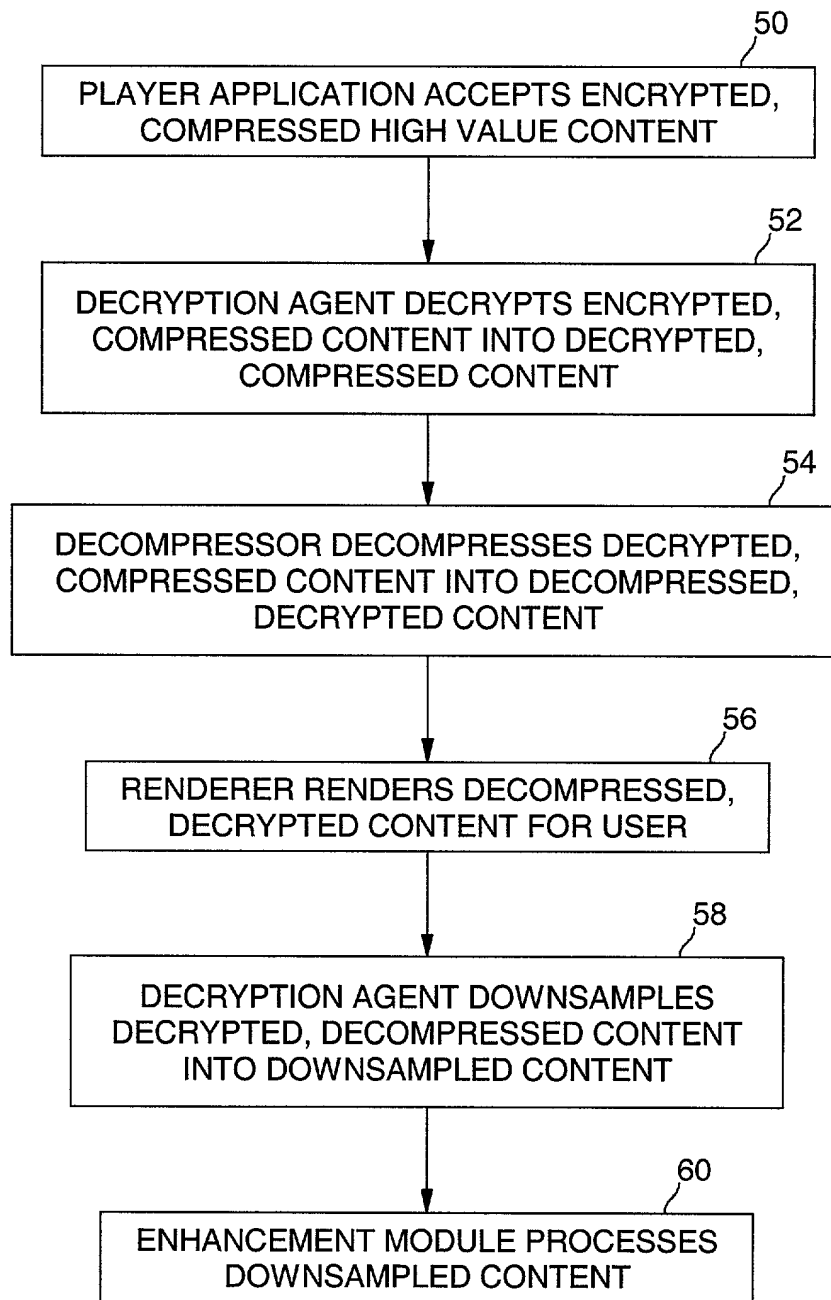 50
PLAYER APPLICATION ACCEPTS ENCRYPTED,
COMPRESSED HIGH VALUE CONTENT
52
DECRYPTION AGENT DECRYPTS ENCRYPTED,
COMPRESSED CONTENT INTO DECRYPTED,
COMPRESSED CONTENT
54
DECOMPRESSOR DECOMPRESSES DECRYPTED,
COMPRESSED CONTENT INTO DECOMPRESSED,
DECRYPTED CONTENT
56
RENDERER RENDERS DECOMPRESSED,
DECRYPTED CONTENT FOR USER
58
DECRYPTION AGENT DOWNSAMPLES
DECRYPTED, DECOMPRESSED CONTENT
INTO DOWNSAMPLED CONTENT
60
ENHANCEMENT MODULE PROCESSES
DOWNSAMPLED CONTENT